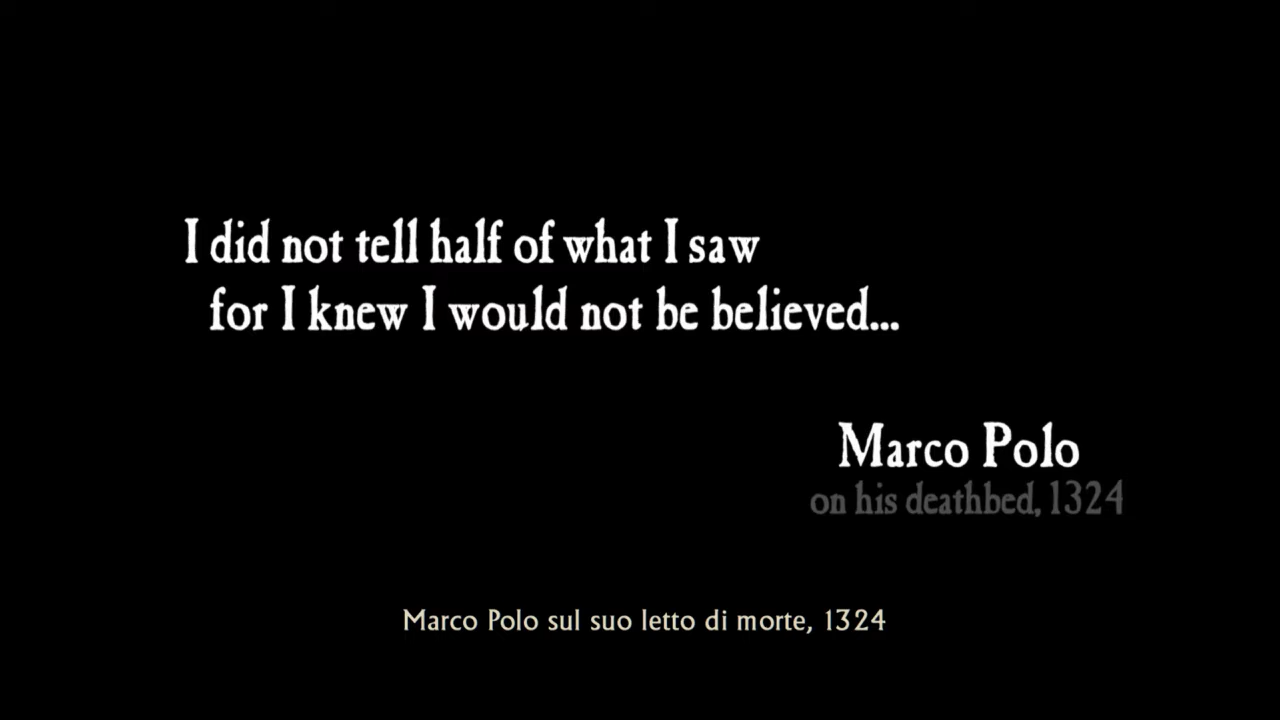 I did not tell half of what I saw
for I knew I would not be believed...
Marco Polo
on his deathbed, 1324
Marco Polo sul suo letto di morte, 1324